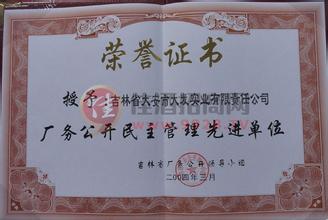 荣誉证书
授予 吉林省大安市大发实业有限责任公司
厂务公开民主管理先进单位
吉林省厂务公开领导小组
二00四年三月